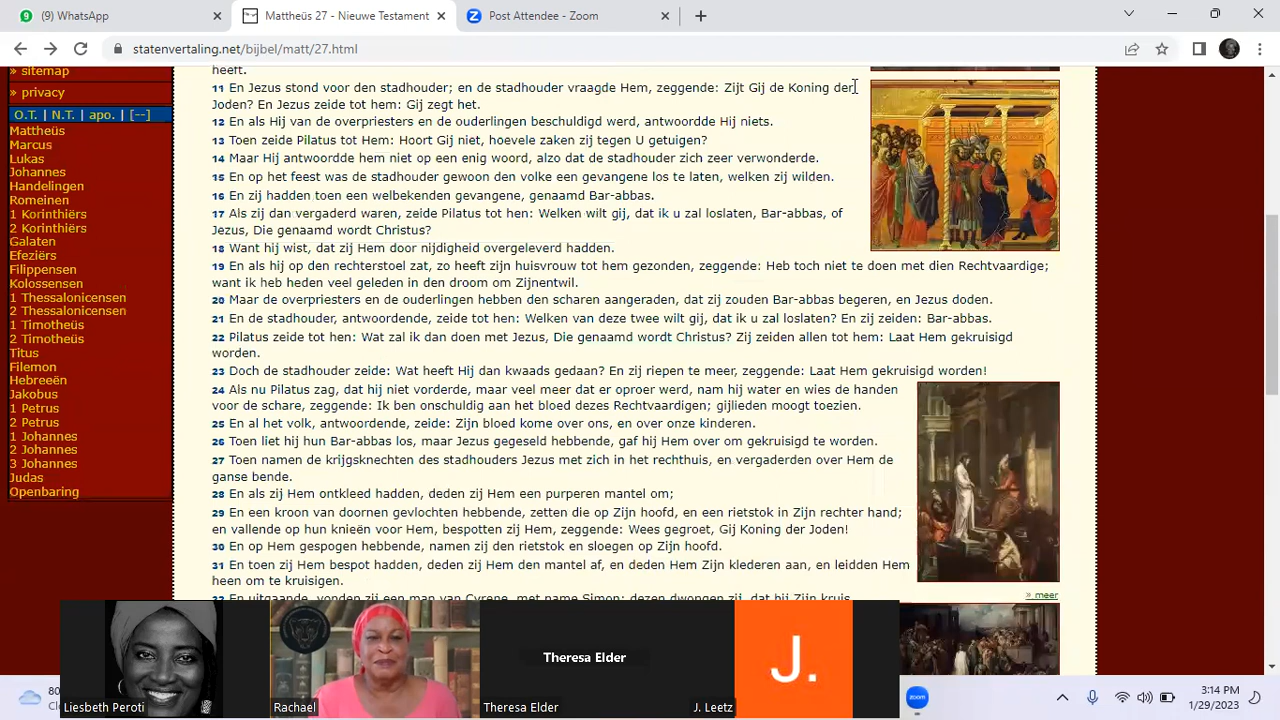 9
(9) WhatsApp
Mattheüs 27 - Nieuwe Testament
Post Attendee - Zoom
statenvertaling.net/bijbel/matt/27.html
» sitemap
» privacy
O.T. | N.T. | apo. | [--]
Mattheüs
Marcus
Lukas
Johannes
Handelingen
Romeinen
1 Korinthiërs
2 Korinthiërs
Galaten
Efeziërs
Filippensen
Kolossensen
1 Thessalonicensen
2 Thessalonicensen
1 Timotheüs
2 Timotheüs
Titus
Filemon
Hebreeën
Jakobus
1 Petrus
2 Petrus
1 Johannes
2 Johannes
3 Johannes
Judas
Openbaring
heeft.
11 En Jezus stond voor den stadhouder; en de stadhouder vraagde Hem, zeggende: Zijt Gij de Koning der
Joden? En Jezus zeide tot hem: Gij zegt het.
12 En als Hij van de overpriesters en de ouderlingen beschuldigd werd, antwoordde Hij niets.
13 Toen zeide Pilatus tot Hem: Hoort Gij niet, hoevele zaken zij tegen U getuigen?
14 Maar Hij antwoordde hem niet op een enig woord, alzo dat de stadhouder zich zeer verwonderde.
15 En op het feest was de stadhouder gewoon den volke een gevangene los te laten, welken zij wilden.
16 En zij hadden toen een welbekenden gevangene, genaamd Bar-abbas.
17 Als zij dan vergaderd waren, zeide Pilatus tot hen: Welken wilt gij, dat ik u zal loslaten, Bar-abbas, of
Jezus, Die genaamd wordt Christus?
18 Want hij wist, dat zij Hem door nijdigheid overgeleverd hadden.
19 En als hij op den rechterstoel zat, zo heeft zijn huisvrouw tot hem gezonden, zeggende: Heb toch niet te doen met dien Rechtvaardige;
want ik heb heden veel geleden in den droom om Zijnentwil.
20 Maar de overpriesters en de ouderlingen hebben den scharen aangeraden, dat zij zouden Bar-abbas begeren, en Jezus doden.
21 En de stadhouder, antwoordende, zeide tot hen: Welken van deze twee wilt gij, dat ik u zal loslaten? En zij zeiden: Bar-abbas.
22 Pilatus zeide tot hen: Wat zal ik dan doen met Jezus, Die genaamd wordt Christus? Zij zeiden allen tot hem: Laat Hem gekruisigd
worden.
23 Doch de stadhouder zeide: Wat heeft Hij dan kwaads gedaan? En zij riepen te meer, zeggende: Laat Hem gekruisigd worden!
24 Als nu Pilatus zag, dat hij niet vorderde, maar veel meer dat er oproer werd, nam hij water en wies de handen
voor de schare, zeggende: Ik ben onschuldig aan het bloed dezes Rechtvaardigen; gijlieden moogt toezien.
25 En al het volk, antwoordende, zeide: Zijn bloed kome over ons, en over onze kinderen.
26 Toen liet hij hun Bar-abbas los, maar Jezus gegeseld hebbende, gaf hij Hem over om gekruisigd te worden.
27 Toen namen de krijgsknechten des stadhouders Jezus met zich in het rechthuis, en vergaderden over Hem de
ganse bende.
28 En als zij Hem ontkleed hadden, deden zij Hem een purperen mantel om;
29 En een kroon van doornen gevlochten hebbende, zetten die op Zijn hoofd, en een rietstok in Zijn rechter hand;
en vallende op hun knieën voor Hem, bespotten zij Hem, zeggende: Wees gegroet, Gij Koning der Joden!
30 En op Hem gespogen hebbende, namen zij den rietstok en sloegen op Zijn hoofd.
31 En toen zij Hem bespot hadden, deden zij Hem den mantel af, en deden Hem Zijn klederen aan, en leidden Hem
heen om te kruisigen.
32 En uitgaande, vonden zij een man van Cyrene, met name Simon; dezen dwongen zij, dat hij Zijn kruis
» meer
Liesbeth Peroti
Rachael
Theresa Elder
Theresa Elder
J.
J. Leetz
80
zoom
3:14 PM
1/29/2023